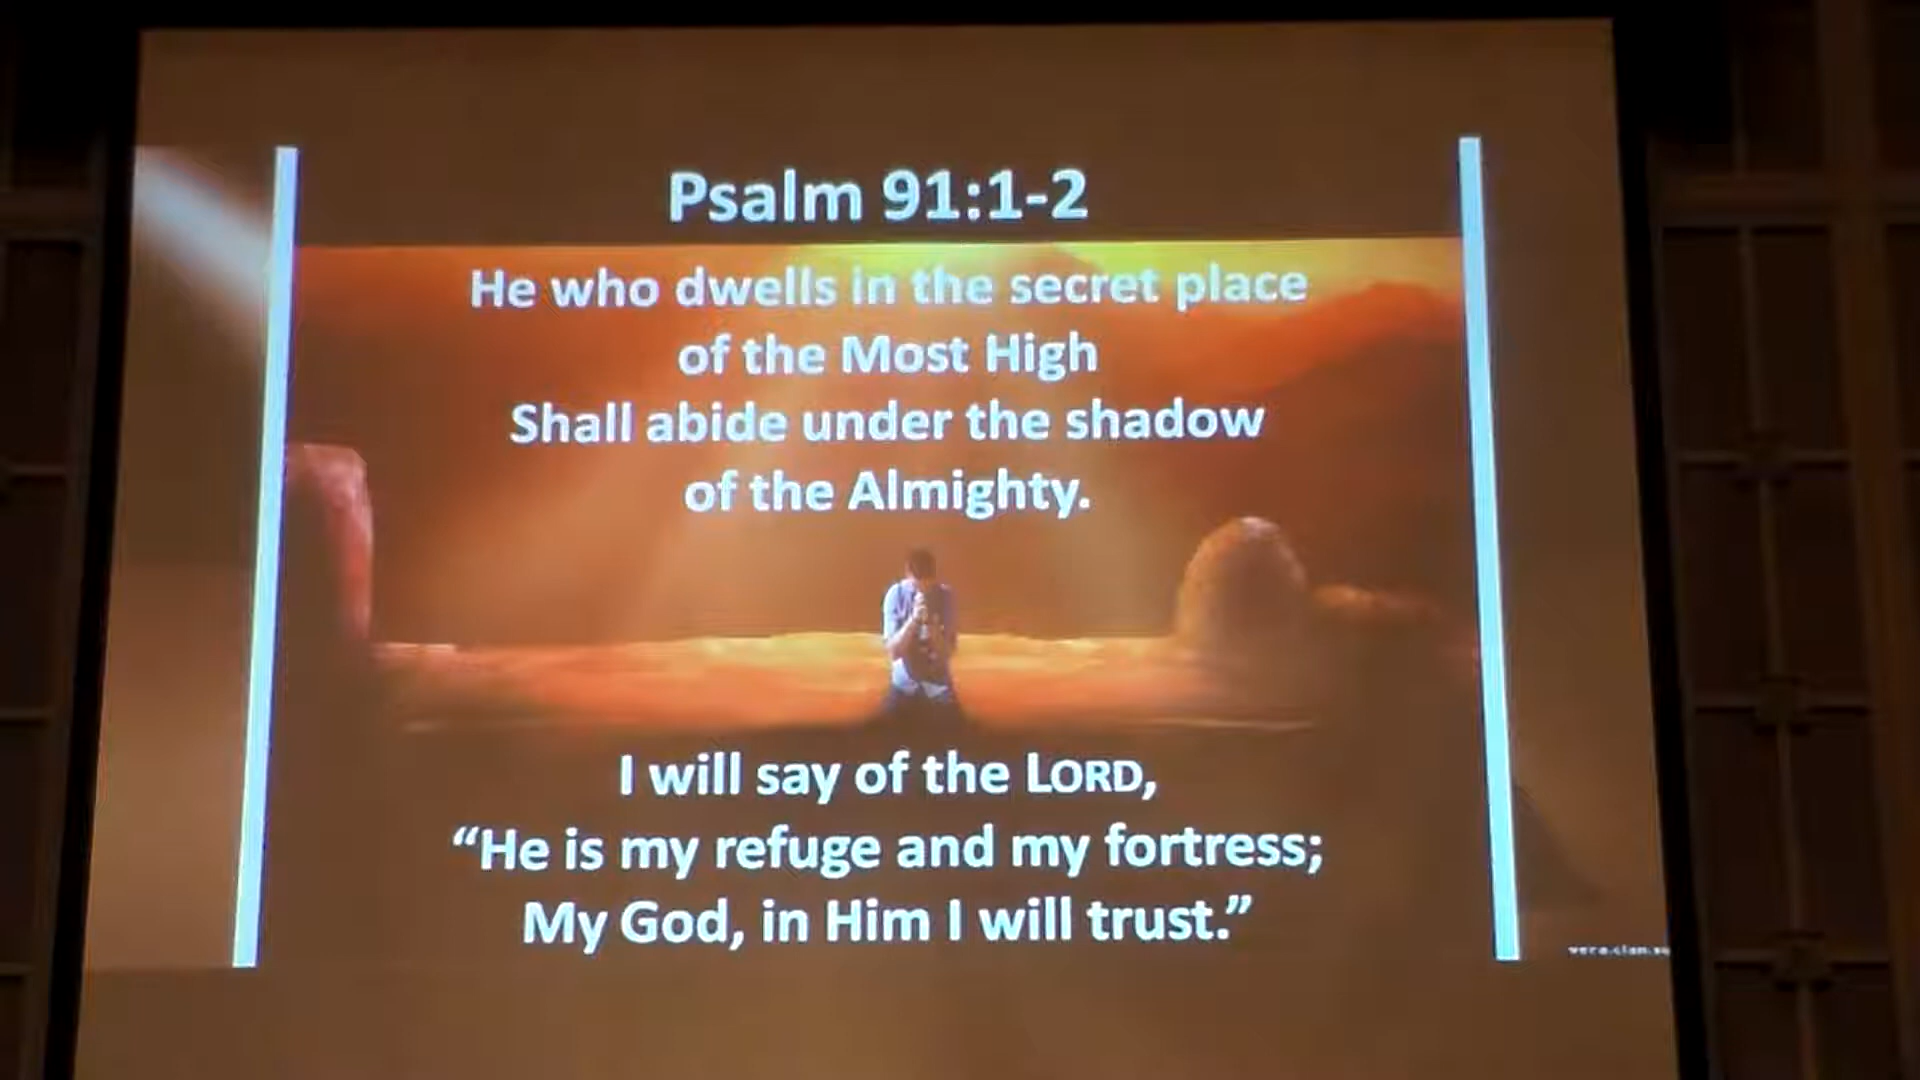 Psalm 91:1-2
He who dwells in the secret place
of the Most High
Shall abide under the shadow
of the Almighty.
I will say of the LORD,
“He is my refuge and my fortress;
My God, in Him I will trust.”